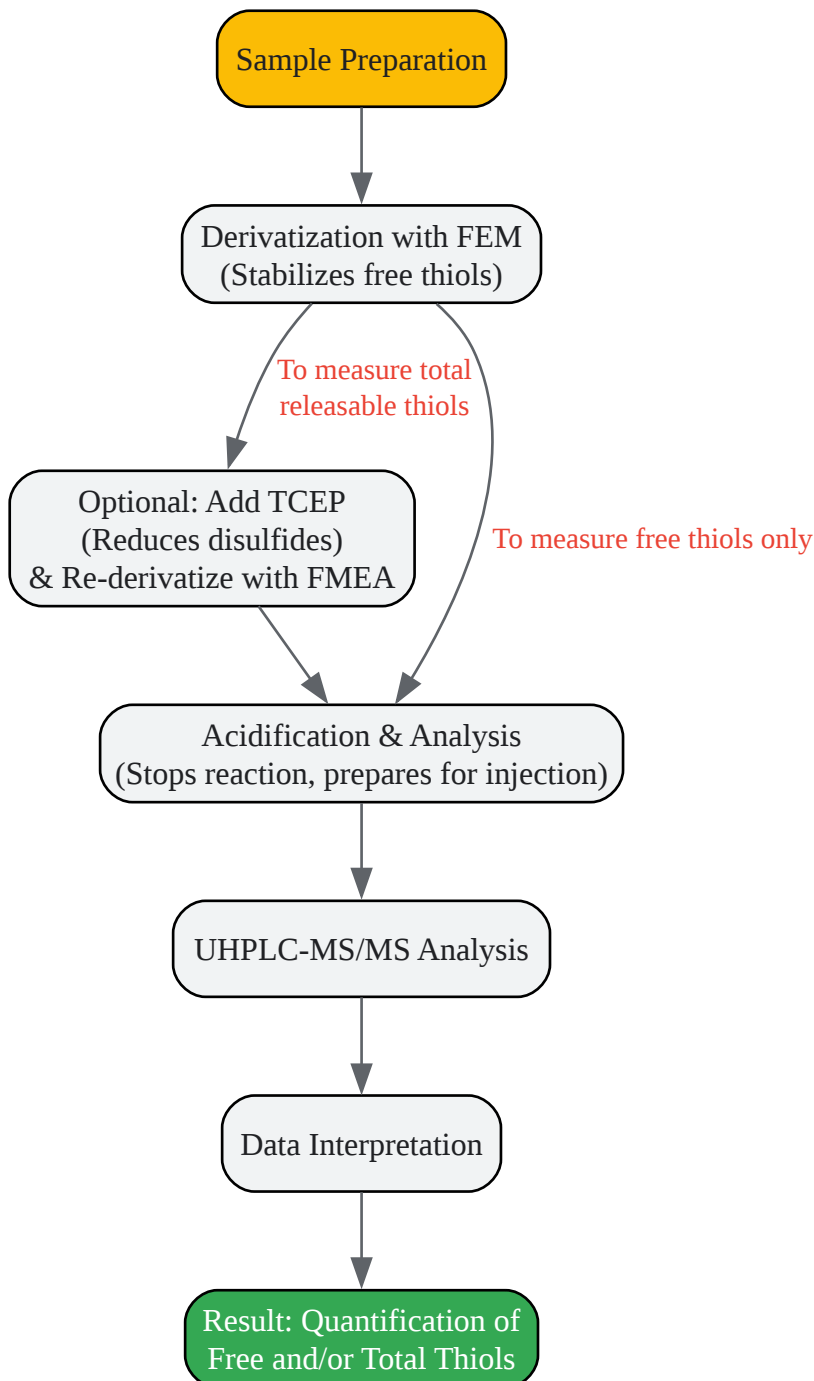 Sample Preparation
Derivatization with FEM
(Stabilizes free thiols)
To measure total
releasable thiols
Optional: Add TCEP
(Reduces disulfides)
& Re-derivatize with FMEA
To measure free thiols only
Acidification & Analysis
(Stops reaction, prepares for injection)
UHPLC-MS/MS Analysis
Data Interpretation
Result: Quantification of
Free and/or Total Thiols